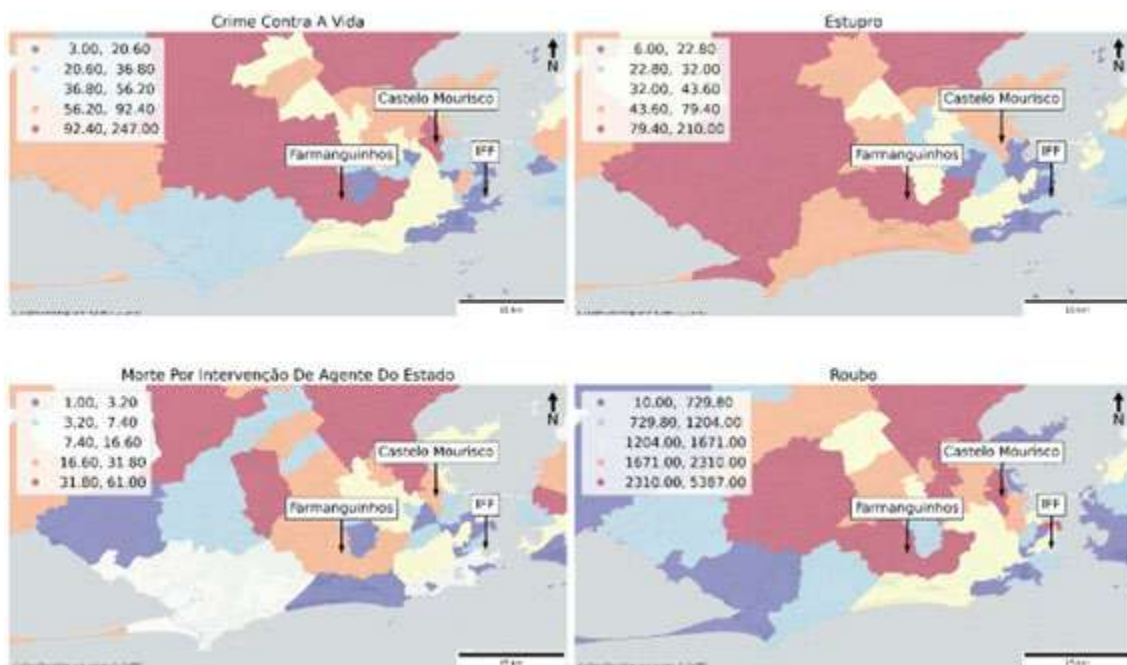 Crime Contra A Vida
3.00, 20.60
20.60, 36.80
36.80, 56.20
56.20, 92.40
92.40, 247.00
N
Castelo Mourisco
IFF
Farmanguinhos
Estupro
6.00, 22.80
22.80, 32.00
32.00, 43.60
43.60, 79.40
79.40, 210.00
N
Castelo Mourisco
IFF
Farmanguinhos
Morte Por Intervenção De Agente Do Estado
1.00, 3.20
3.20, 7.40
7.40, 16.60
16.60, 31.80
31.80, 61.00
N
Castelo Mourisco
IFF
Farmanguinhos
Roubo
10.00, 729.80
729.80, 1204.00
1204.00, 1671.00
1671.00, 2310.00
2310.00, 5387.00
N
Castelo Mourisco
IFF
Farmanguinhos